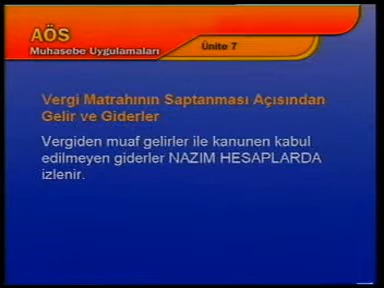 AÖS
Muhasebe Uygulamaları
Ünite 7
Vergi Matrahının Saptanması Açısından
Gelir ve Giderler
Vergiden muaf gelirler ile kanunen kabul
edilmeyen giderler NAZIM HESAPLARDA
izlenir.